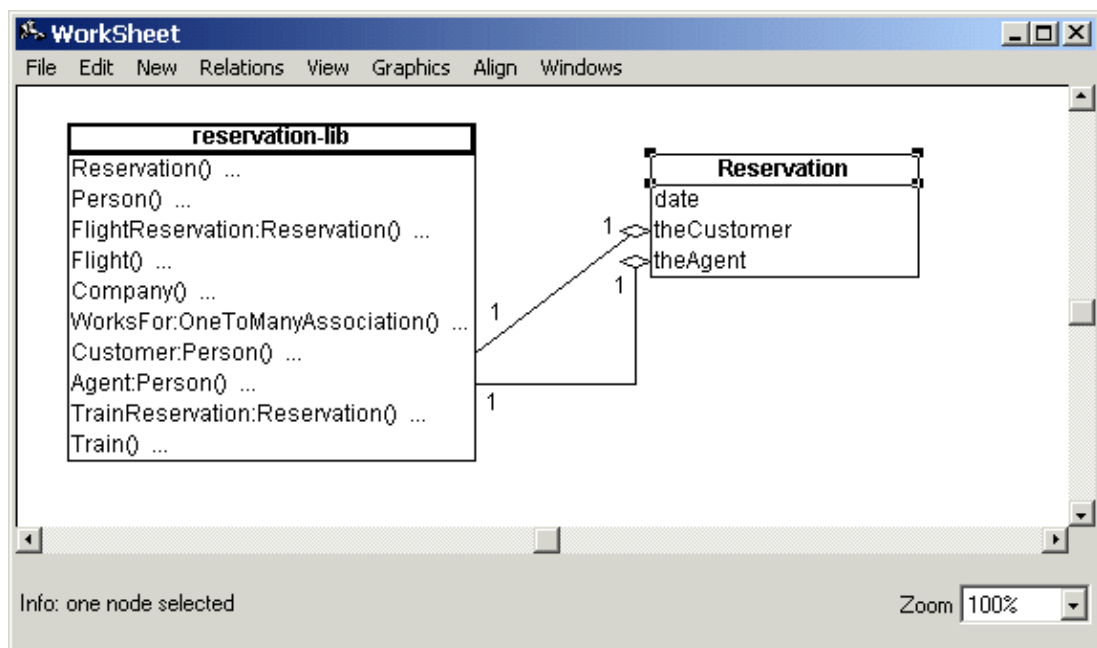 WorkSheet
File Edit New Relations View Graphics Align Windows
reservation-lib
Reservation() ...
Person() ...
FlightReservation:Reservation() ...
Flight() ...
Company() ...
WorksFor:OneToManyAssociation() ...
Customer:Person() ...
Agent:Person() ...
TrainReservation:Reservation() ...
Train() ...
1
1
1
1
Reservation
date
theCustomer
theAgent
Info: one node selected
Zoom 100%